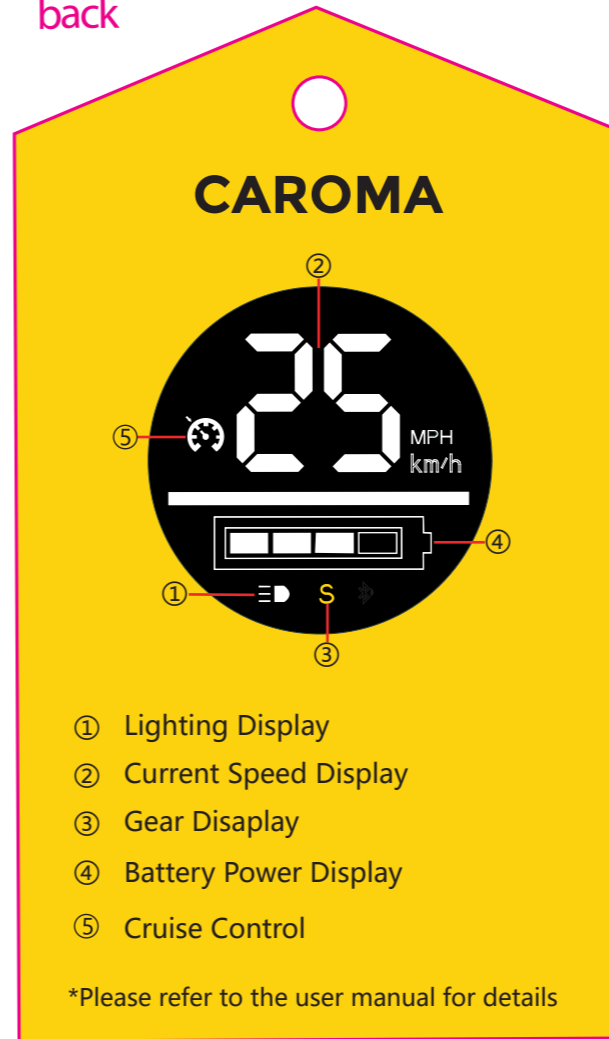 back
CAROMA
②
25
⑤
MPH
km/h
④
①
S
③
① Lighting Display
② Current Speed Display
③ Gear Disaplay
④ Battery Power Display
⑤ Cruise Control
*Please refer to the user manual for details